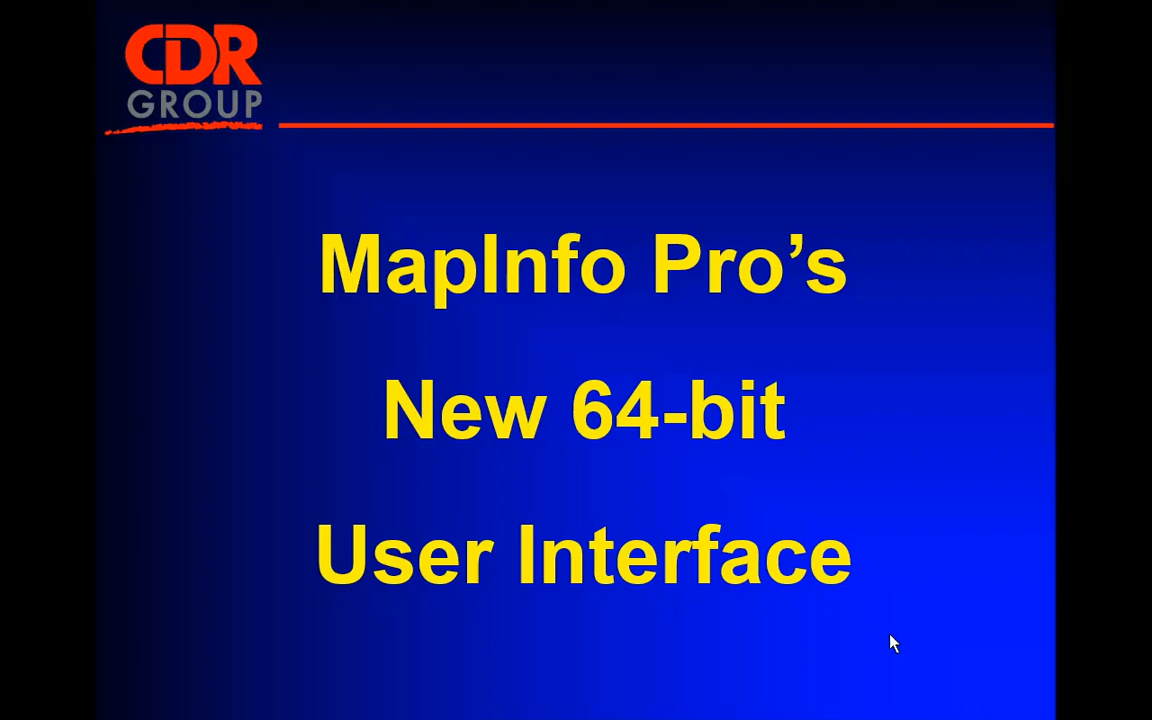 CDR
GROUP
MapInfo Pro’s
New 64-bit
User Interface